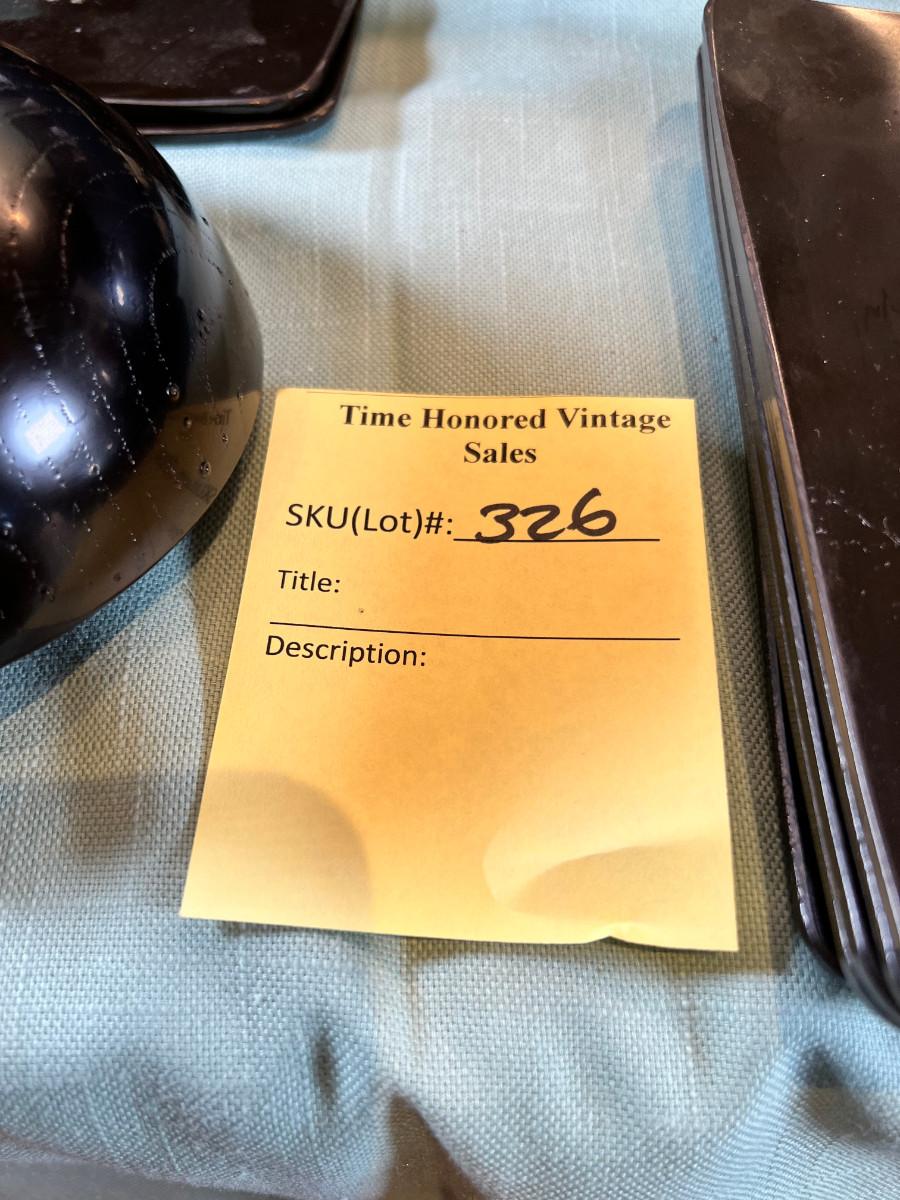 Time Honored Vintage
Sales
SKU(Lot)#: 326
Title:
Description: